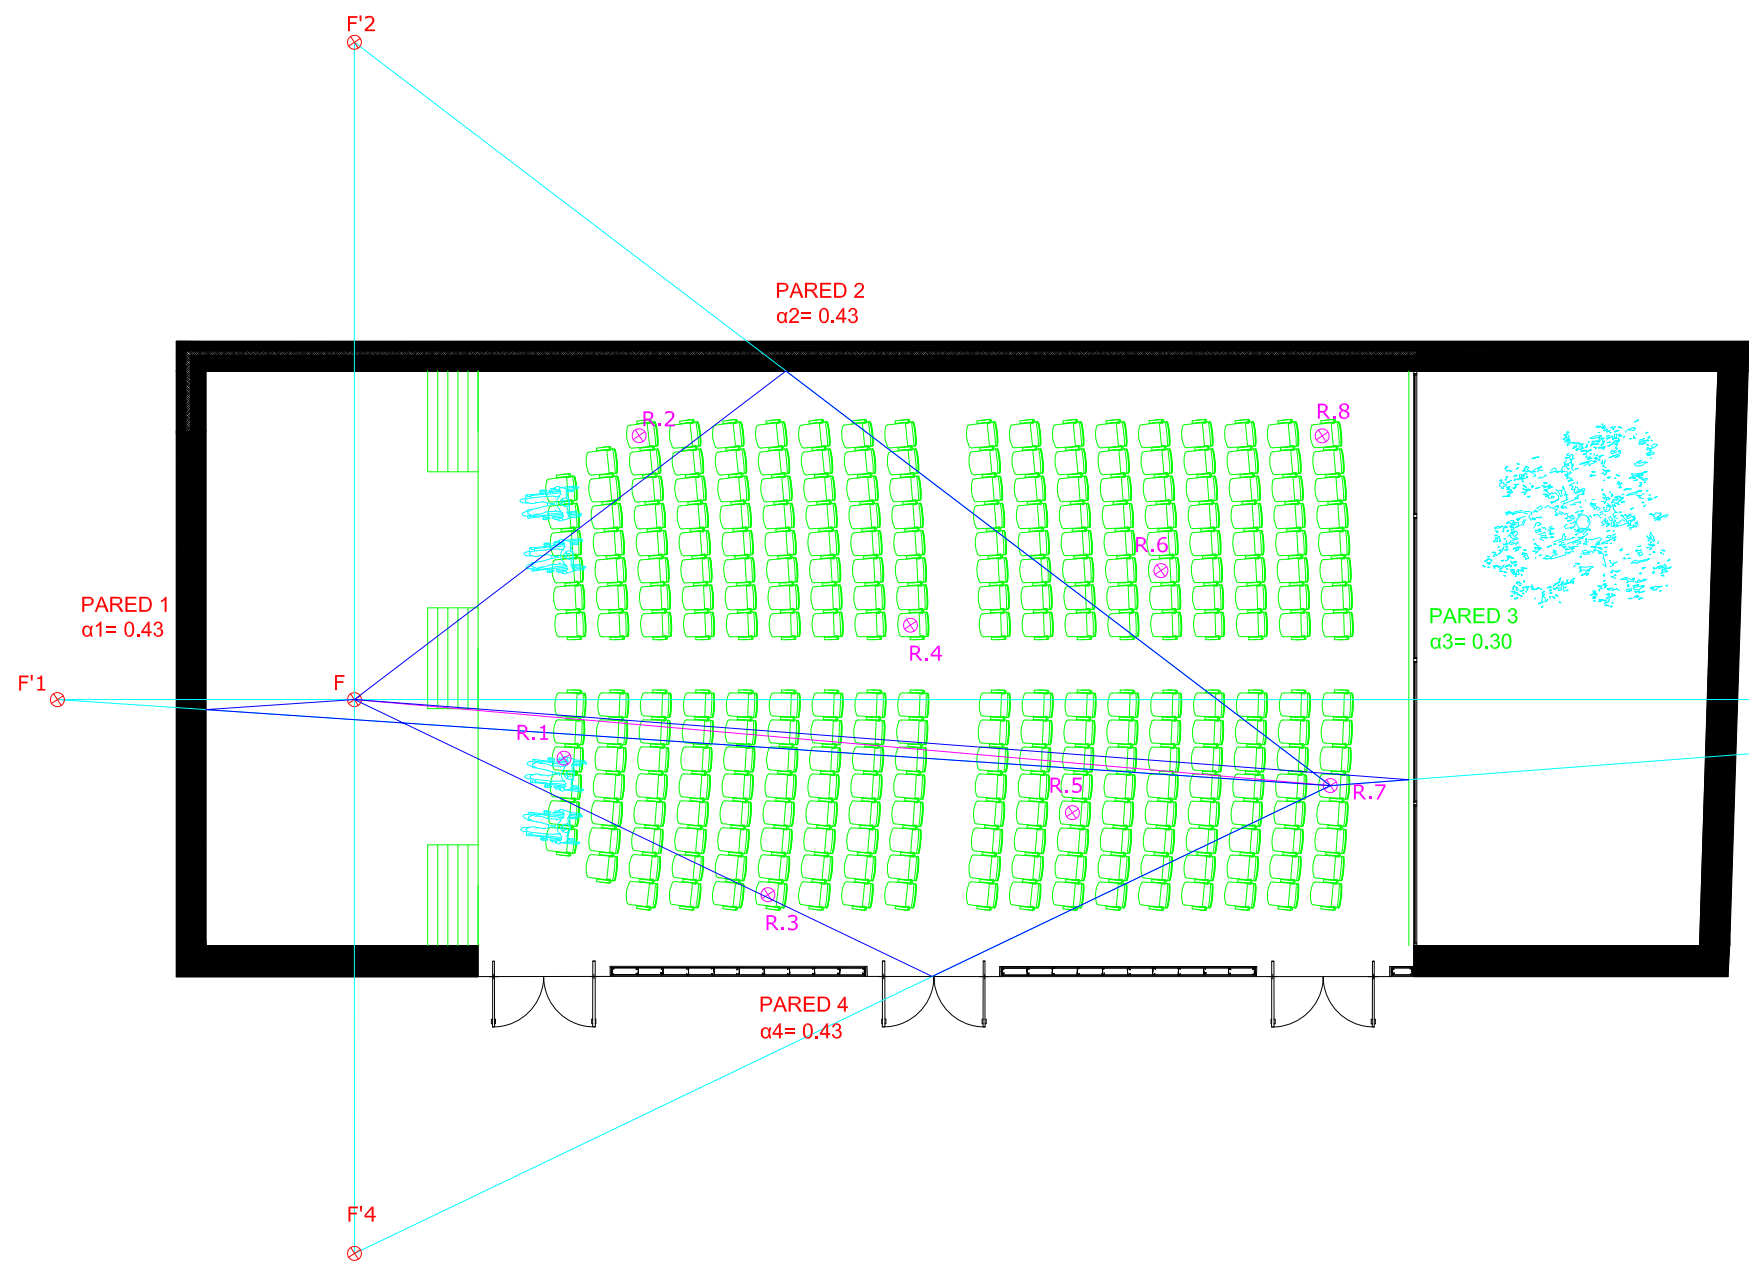 F'2
PARED 2
α2= 0.43
R.2
R.8
R.6
PARED 1
α1= 0.43
PARED 3
α3= 0.30
R.4
F'1
F
R.1
R.5
R.7
R.3
PARED 4
α4= 0.43
F'4